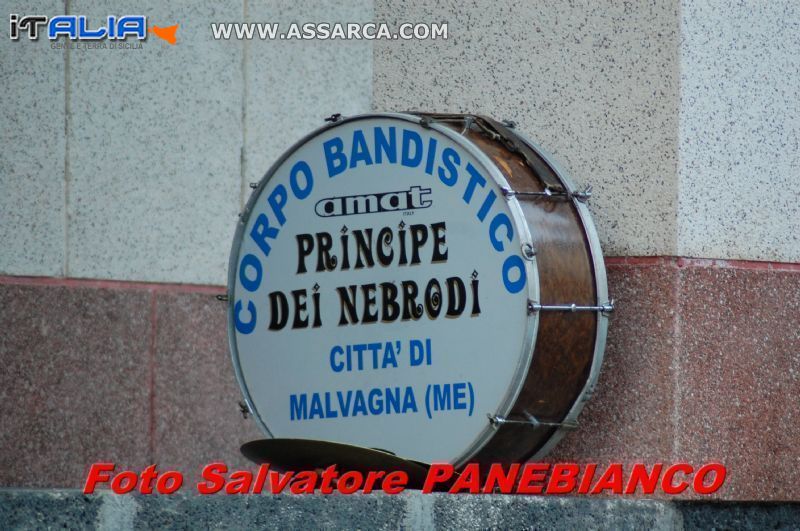 iTALIA
GENTE E TERRA DI SICILIA
WWW.ASSARCA.COM
CORPO BANDISTICO
amat
ITALY
PRINCIPE
DEI NEBRODI
CITTA' DI
MALVAGNA (ME)
Foto Salvatore PANEBIANCO